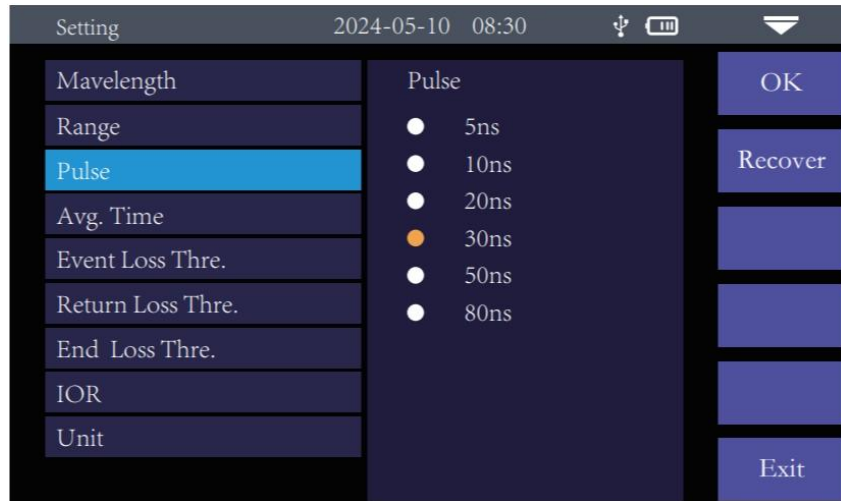 Setting 2024-05-10 08:30
Mavelength
Range
Pulse
Avg. Time
Event Loss Thre.
Return Loss Thre.
End Loss Thre.
IOR
Unit
Pulse
5ns
10ns
20ns
30ns
50ns
80ns
OK
Recover
Exit